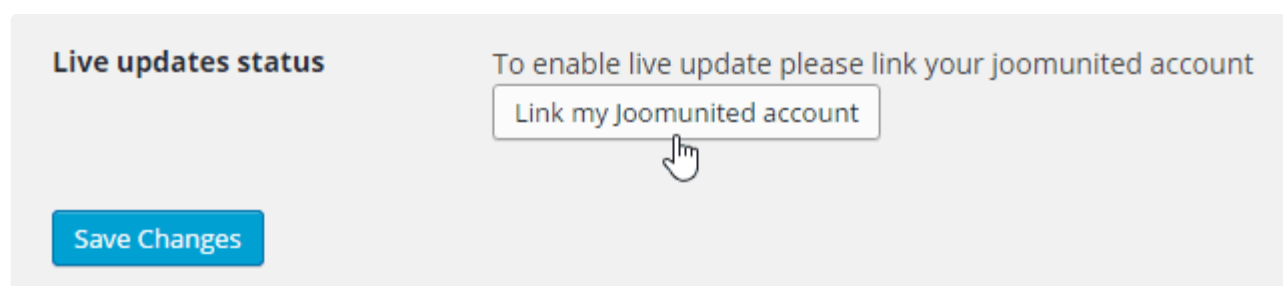 Live updates status
To enable live update please link your joomunited account
Link my Joomunited account
Save Changes